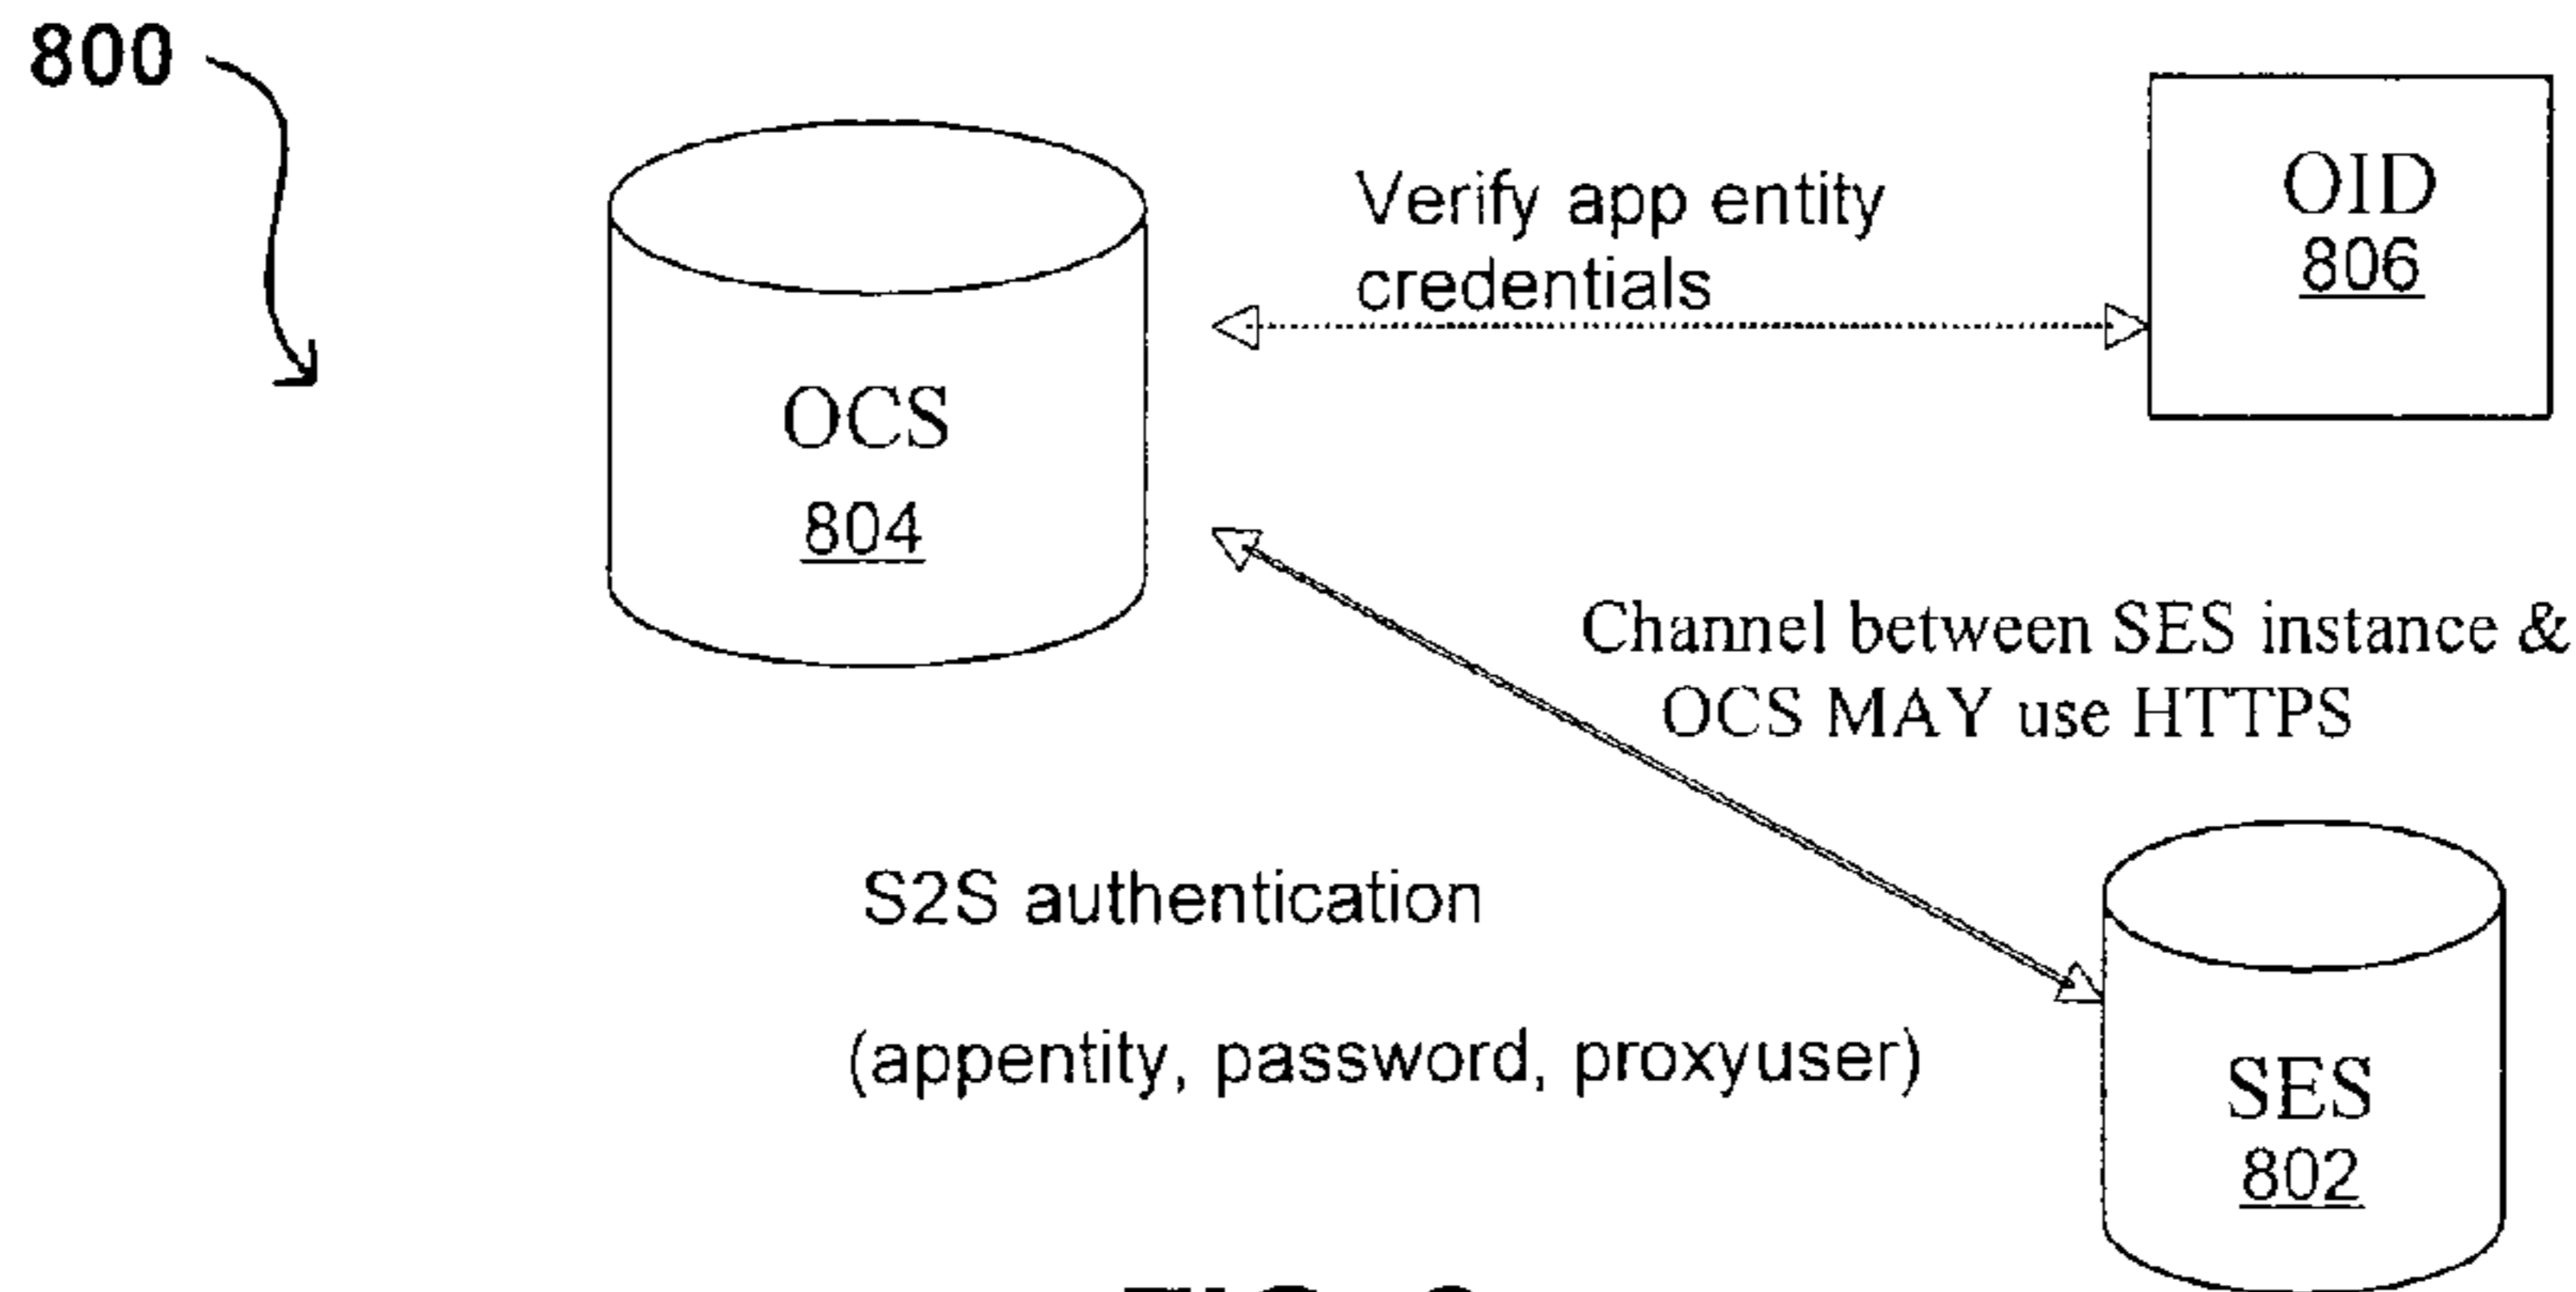 800
OID
806
Verify app entity
credentials
OCS
804
Channel between SES instance &
OCS MAY use HTTPS
S2S authentication
(appentity, password, proxyuser)
SES
802